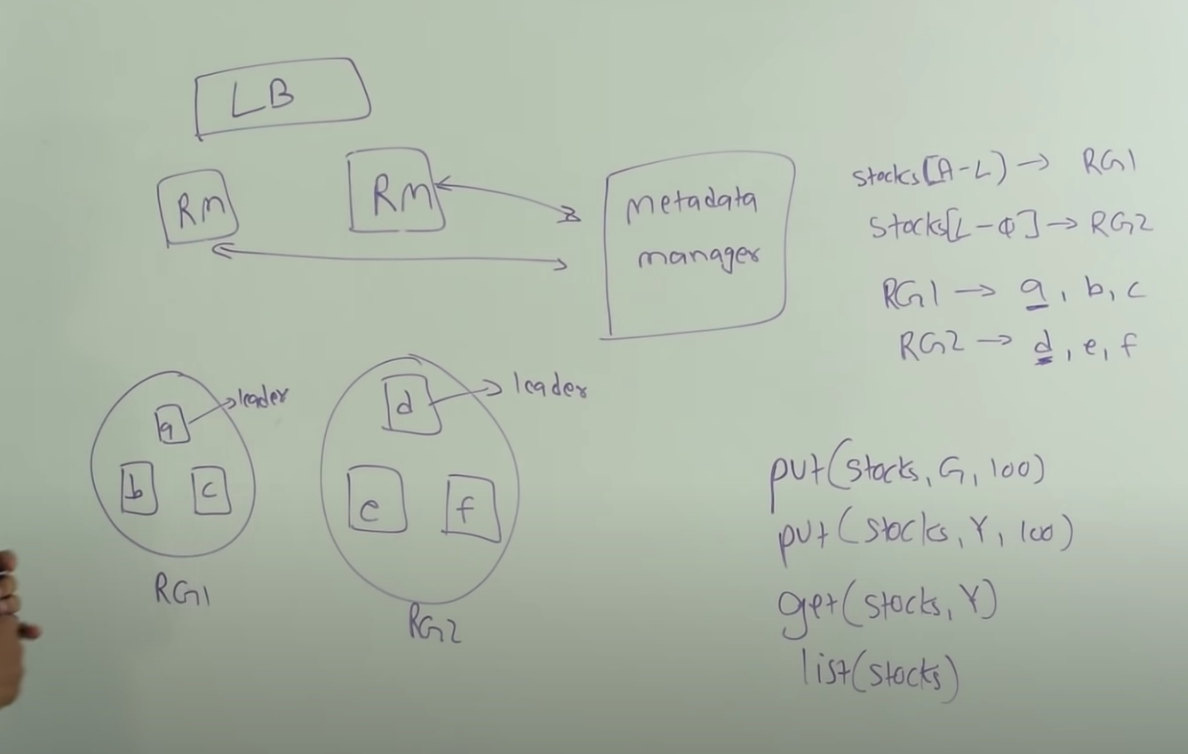 LB
RM
RM
metadata
manager
stocks[A-L) → RG1
stocks[L-Φ] → RG2
RG1 → a, b, c
RG2 → d, e, f
a
→leader
b
c
RG1
d
→leader
e
f
RG2
put(stocks, G, 100)
put(stocks, Y, 100)
get(stocks, Y)
list(stocks)